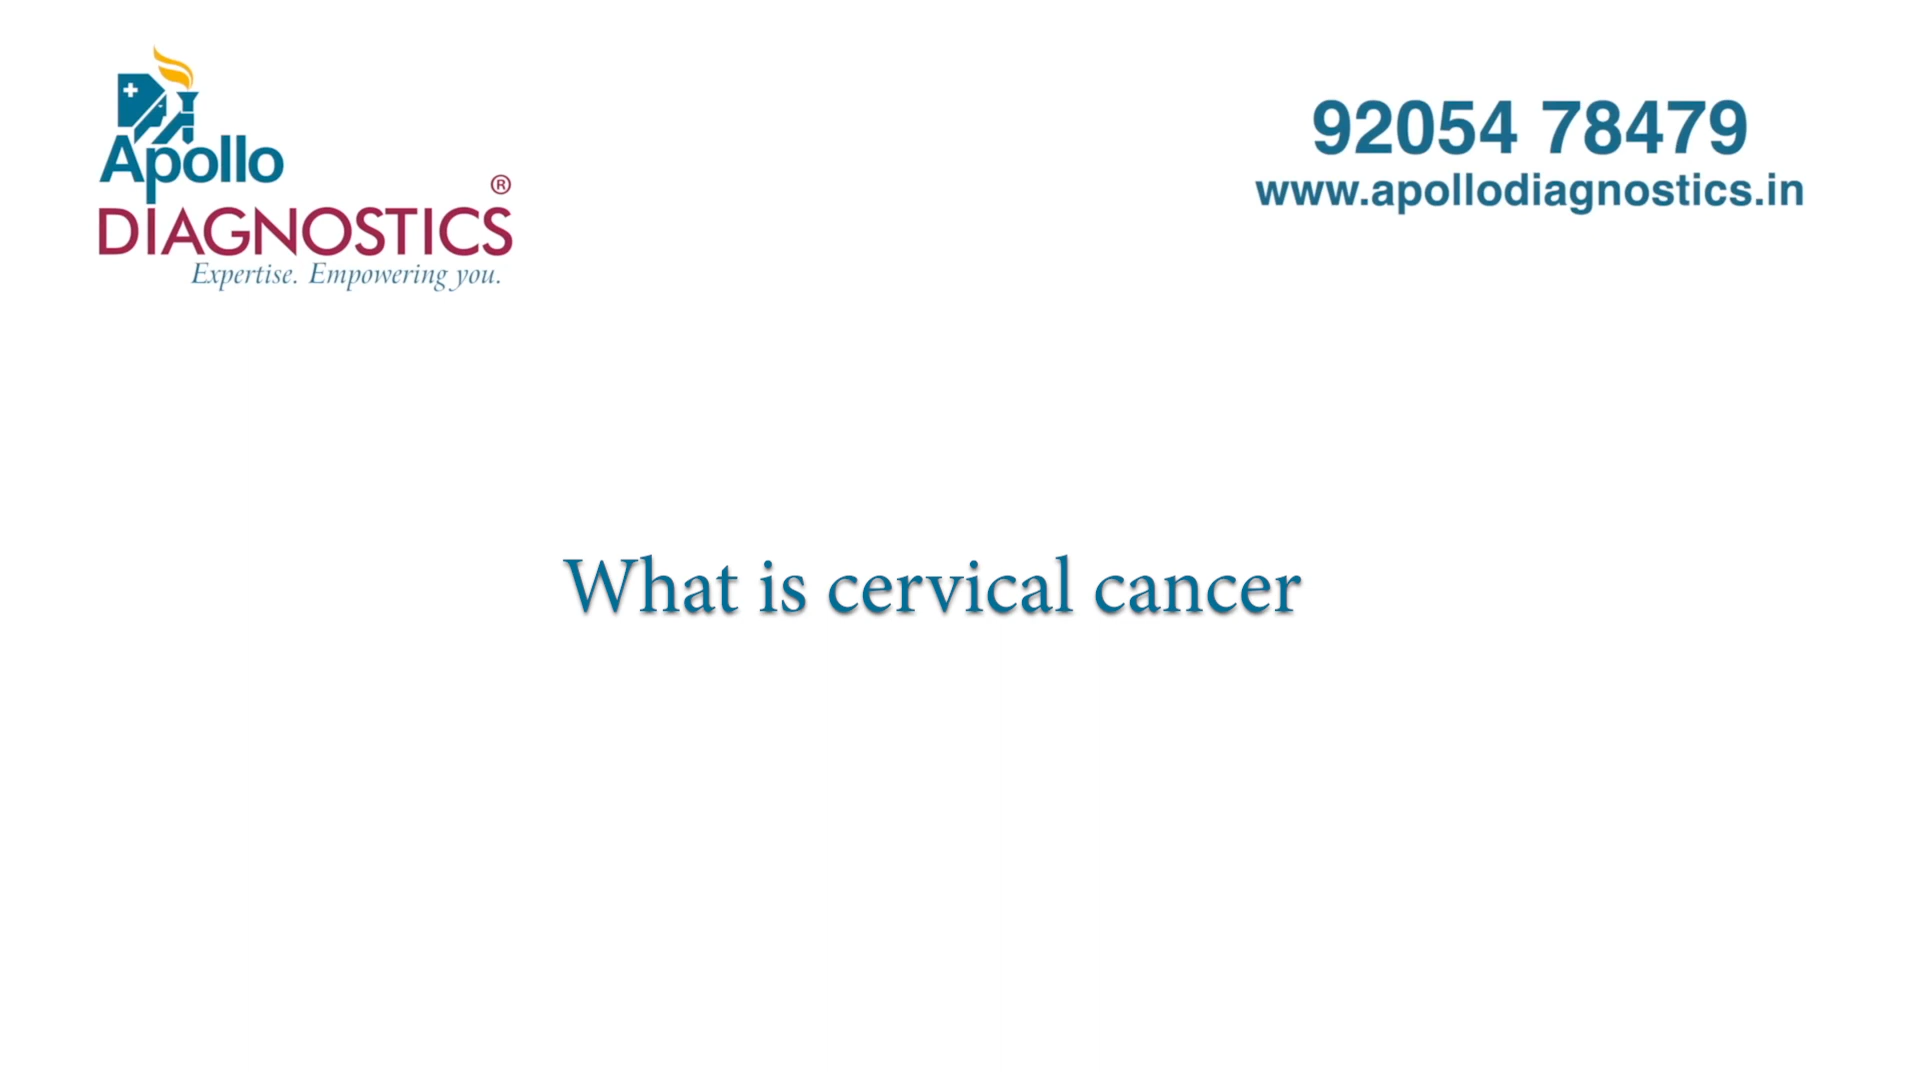 Apollo
DIAGNOSTICS®
Expertise. Empowering you.
92054 78479
www.apollodiagnostics.in
What is cervical cancer